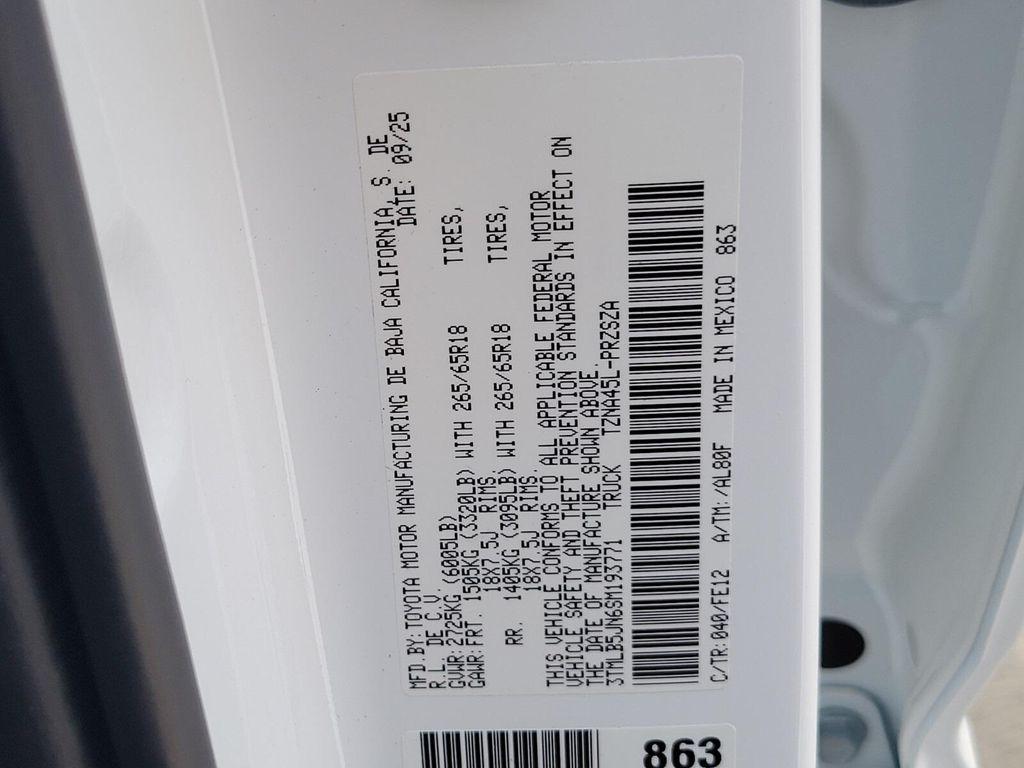 MFD.BY:TOYOTA MOTOR MANUFACTURING DE BAJA CALIFORNIA, S. DE
R.L. DE C.V. DATE: 09/25
GVWR:2725KG (6005LB)
GAWR:FRT. 1505KG (3320LB) WITH 265/65R18 TIRES,
18X7.5J RIMS.
RR. 1405KG (3095LB) WITH 265/65R18 TIRES,
18X7.5J RIMS.
THIS VEHICLE CONFORMS TO ALL APPLICABLE FEDERAL MOTOR
VEHICLE SAFETY AND THEFT PREVENTION STANDARDS IN EFFECT ON
THE DATE OF MANUFACTURE SHOWN ABOVE.
3TMLB5JN6SM193771 TRUCK TZNA45L-PRZSZA
C/TR:040/FE12 A/TM:/AL80F MADE IN MEXICO 863
863